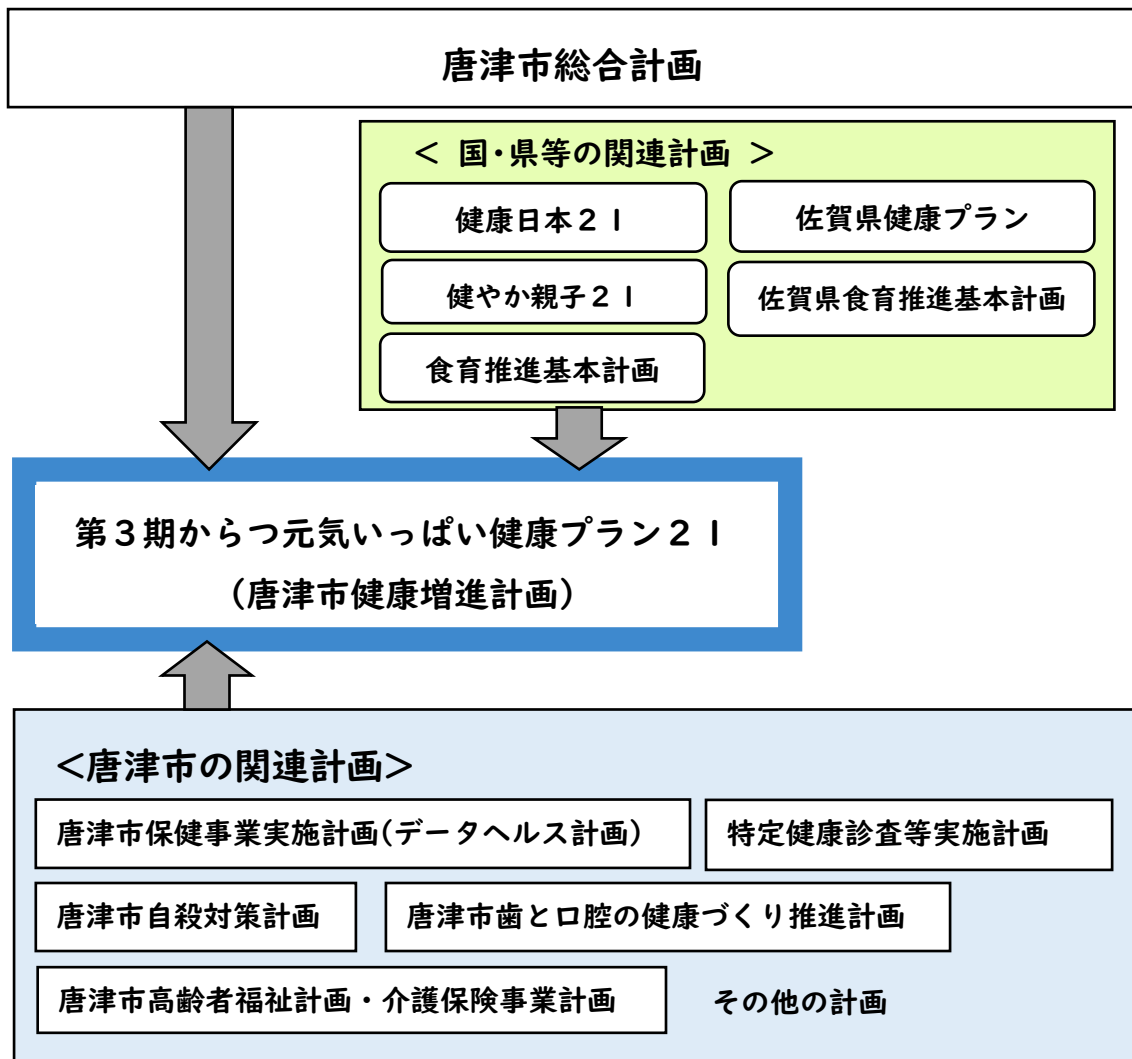 唐津市総合計画
< 国・県等の関連計画 >
健康日本２１
佐賀県健康プラン
健やか親子２１
佐賀県食育推進基本計画
食育推進基本計画
第３期からつ元気いっぱい健康プラン２１
(唐津市健康増進計画)
<唐津市の関連計画>
唐津市保健事業実施計画(データヘルス計画)
特定健康診査等実施計画
唐津市自殺対策計画
唐津市歯と口腔の健康づくり推進計画
唐津市高齢者福祉計画・介護保険事業計画
その他の計画